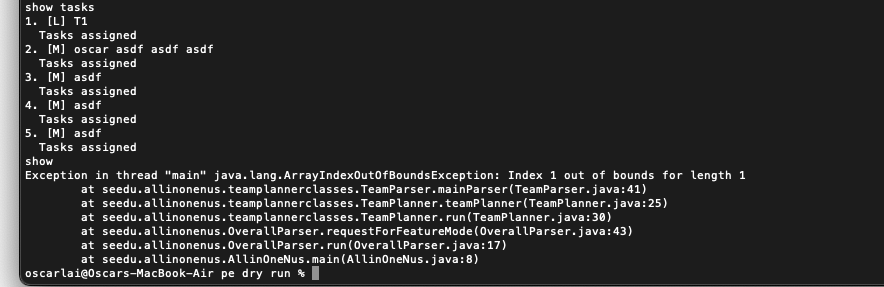 show tasks
1. [L] T1
  Tasks assigned
2. [M] oscar asdf asdf asdf
  Tasks assigned
3. [M] asdf
  Tasks assigned
4. [M] asdf
  Tasks assigned
5. [M] asdf
  Tasks assigned
show
Exception in thread "main" java.lang.ArrayIndexOutOfBoundsException: Index 1 out of bounds for length 1
        at seedu.allinonenus.teamplannerclasses.TeamParser.mainParser(TeamParser.java:41)
        at seedu.allinonenus.teamplannerclasses.TeamPlanner.teamPlanner(TeamPlanner.java:25)
        at seedu.allinonenus.teamplannerclasses.TeamPlanner.run(TeamPlanner.java:30)
        at seedu.allinonenus.OverallParser.requestForFeatureMode(OverallParser.java:43)
        at seedu.allinonenus.OverallParser.run(OverallParser.java:17)
        at seedu.allinonenus.AllinOneNus.main(AllinOneNus.java:8)
oscarlai@Oscars-MacBook-Air pe dry run %